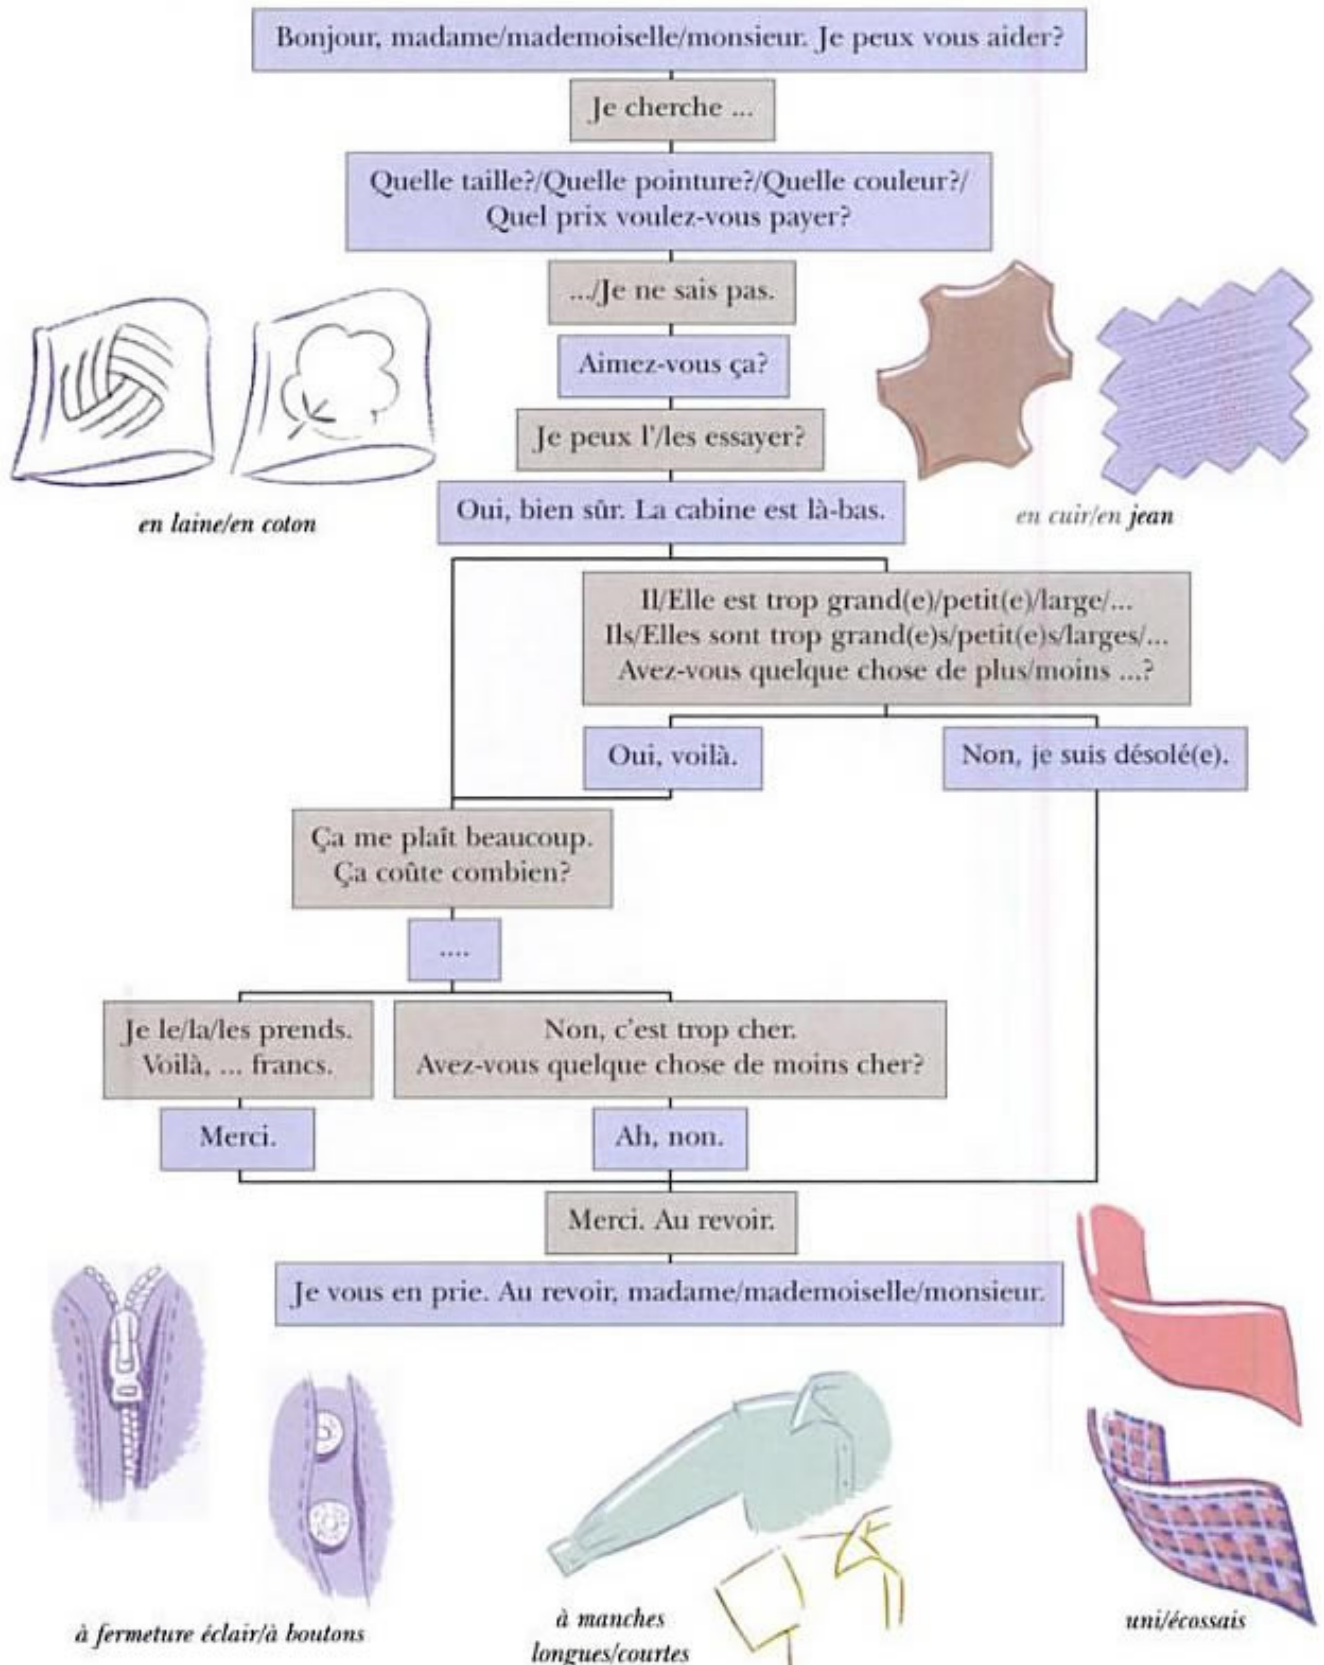 Bonjour, madame/mademoiselle/monsieur. Je peux vous aider?
Je cherche ...
Quelle taille?/Quelle pointure?/Quelle couleur?/
Quel prix voulez-vous payer?
.../Je ne sais pas.
Aimez-vous ça?
Je peux l'/les essayer?
en laine/en coton
Oui, bien sûr. La cabine est là-bas.
en cuir/en jean
Il/Elle est trop grand(e)/petit(e)/large/...
Ils/Elles sont trop grand(e)s/petit(e)s/larges/...
Avez-vous quelque chose de plus/moins ...?
Oui, voilà.
Non, je suis désolé(e).
Ça me plaît beaucoup.
Ça coûte combien?
....
Je le/la/les prends.
Voilà, ... francs.
Non, c'est trop cher.
Avez-vous quelque chose de moins cher?
Merci.
Ah, non.
Merci. Au revoir.
Je vous en prie. Au revoir, madame/mademoiselle/monsieur.
à fermeture éclair/à boutons
à manches
longues/courtes
uni/écossais